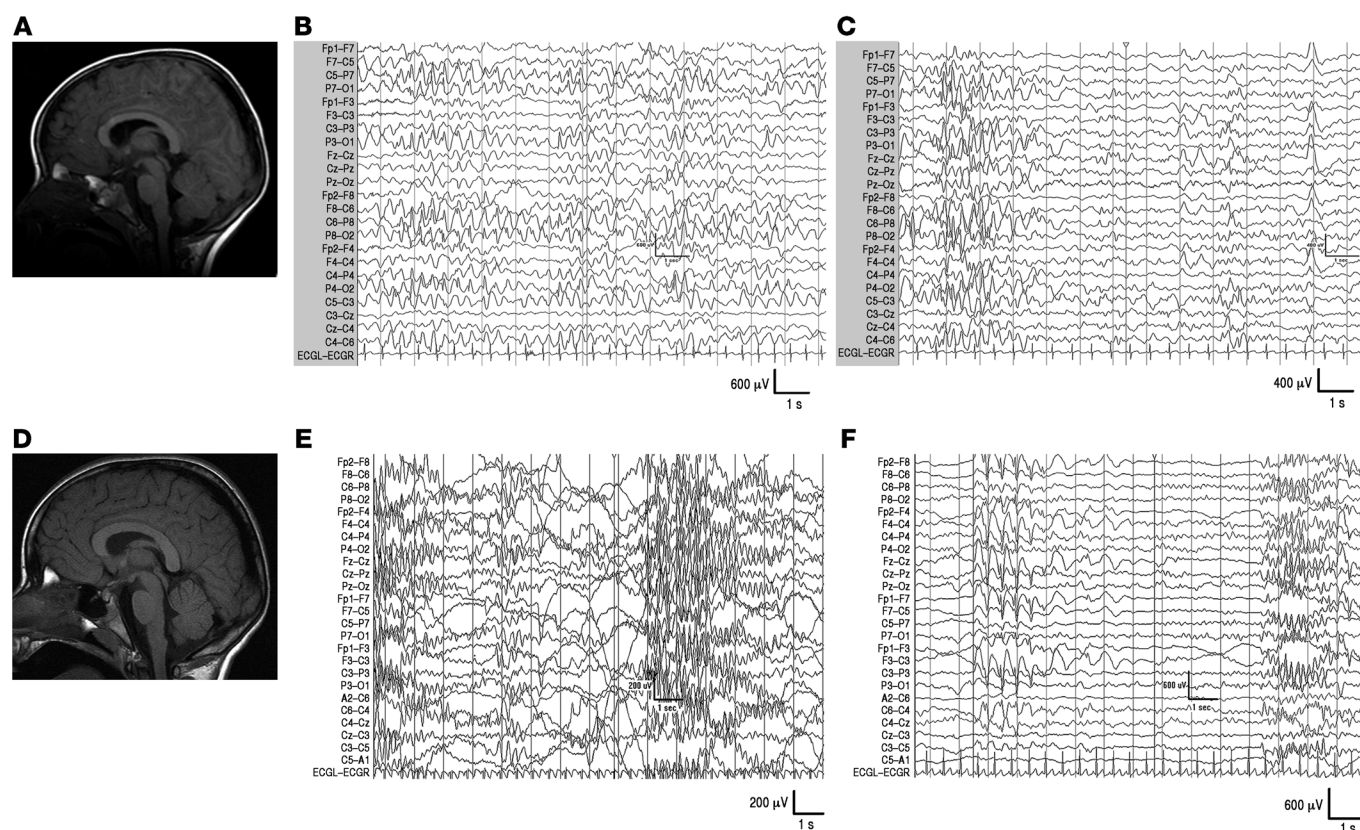 A
B
Fp1–F7
F7–C5
C5–P7
P7–O1
Fp1–F3
F3–C3
C3–P3
P3–O1
Fz–Cz
Cz–Pz
Pz–Oz
Fp2–F8
F8–C6
C6–P8
P8–O2
Fp2–F4
F4–C4
C4–P4
P4–O2
C5–C3
C3–Cz
Cz–C4
C4–C6
ECGL–ECGR
600 uV
1 sec
600 µV
1 s
C
Fp1–F7
F7–C5
C5–P7
P7–O1
Fp1–F3
F3–C3
C3–P3
P3–O1
Fz–Cz
Cz–Pz
Pz–Oz
Fp2–F8
F8–C6
C6–P8
P8–O2
Fp2–F4
F4–C4
C4–P4
P4–O2
C5–C3
C3–Cz
Cz–C4
C4–C6
ECGL–ECGR
400 uV
1 sec
400 µV
1 s
D
E
Fp2–F8
F8–C6
C6–P8
P8–O2
Fp2–F4
F4–C4
C4–P4
P4–O2
Fz–Cz
Cz–Pz
Pz–Oz
Fp1–F7
F7–C5
C5–P7
P7–O1
Fp1–F3
F3–C3
C3–P3
P3–O1
A2–C6
C6–C4
C4–Cz
Cz–C3
C3–C5
C5–A1
ECGL–ECGR
200 uV
1 sec
200 µV
1 s
F
Fp2–F8
F8–C6
C6–P8
P8–O2
Fp2–F4
F4–C4
C4–P4
P4–O2
Fz–Cz
Cz–Pz
Pz–Oz
Fp1–F7
F7–C5
C5–P7
P7–O1
Fp1–F3
F3–C3
C3–P3
P3–O1
A2–C6
C6–C4
C4–Cz
Cz–C3
C3–C5
C5–A1
ECGL–ECGR
600 uV
1 sec
600 µV
1 s